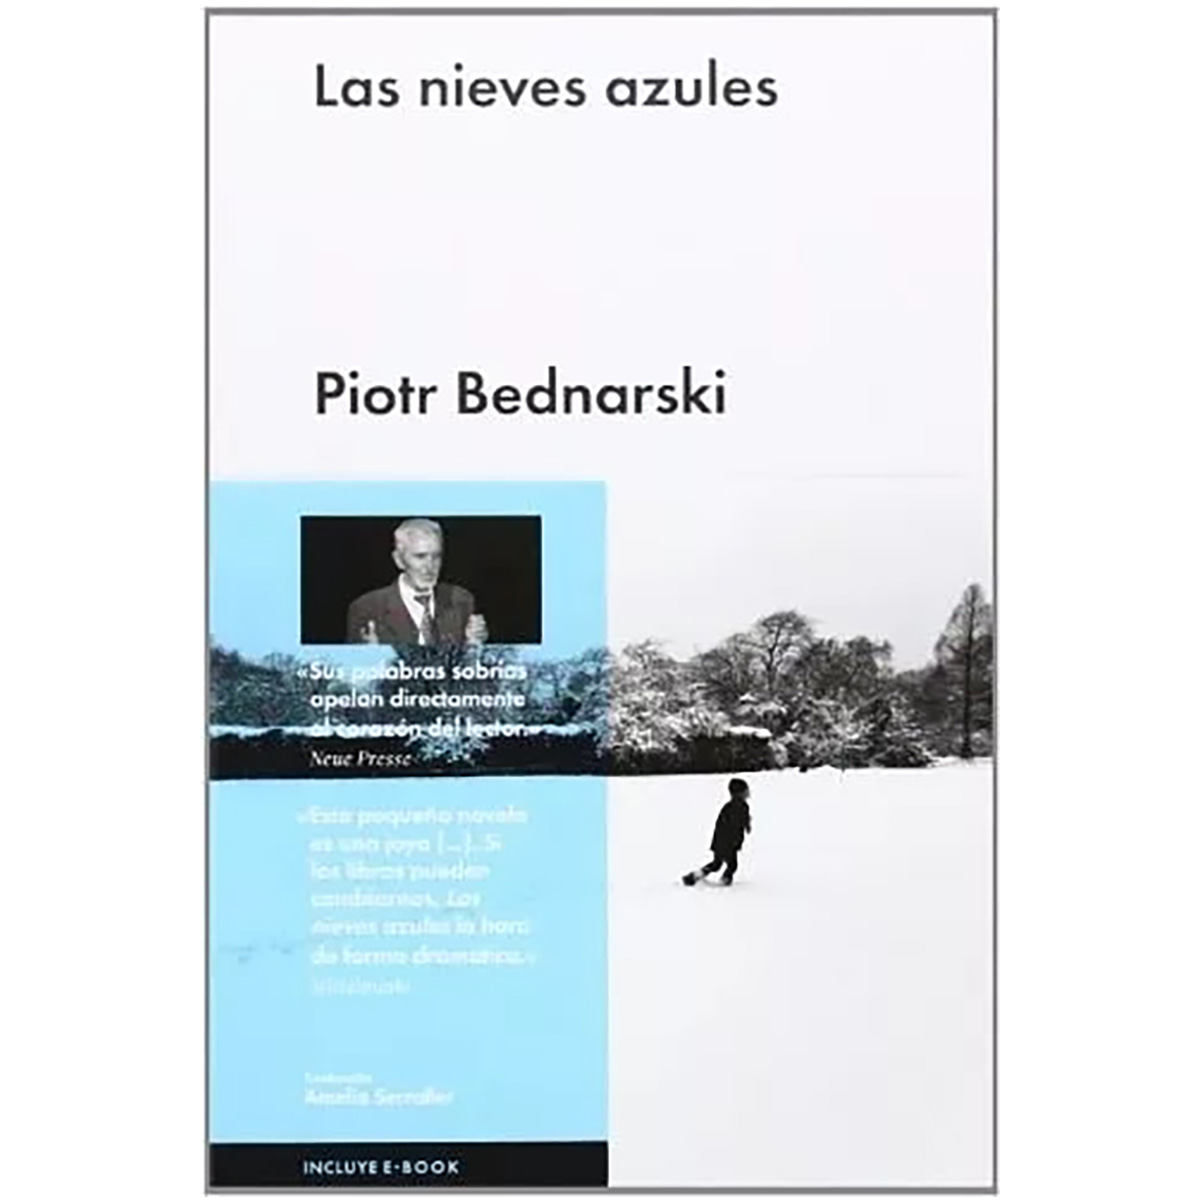 Las nieves azules
Piotr Bednarski
«Sus palabras sobrias
apelan directamente
al corazón del lector.»
Neue Presse
«Esta pequeña novela
es una joya [...]. Si
los libros pueden
cambiarnos, Las
nieves azules lo hará
de forma dramática.»
Traducción
Amelia Serraller
INCLUYE E-BOOK